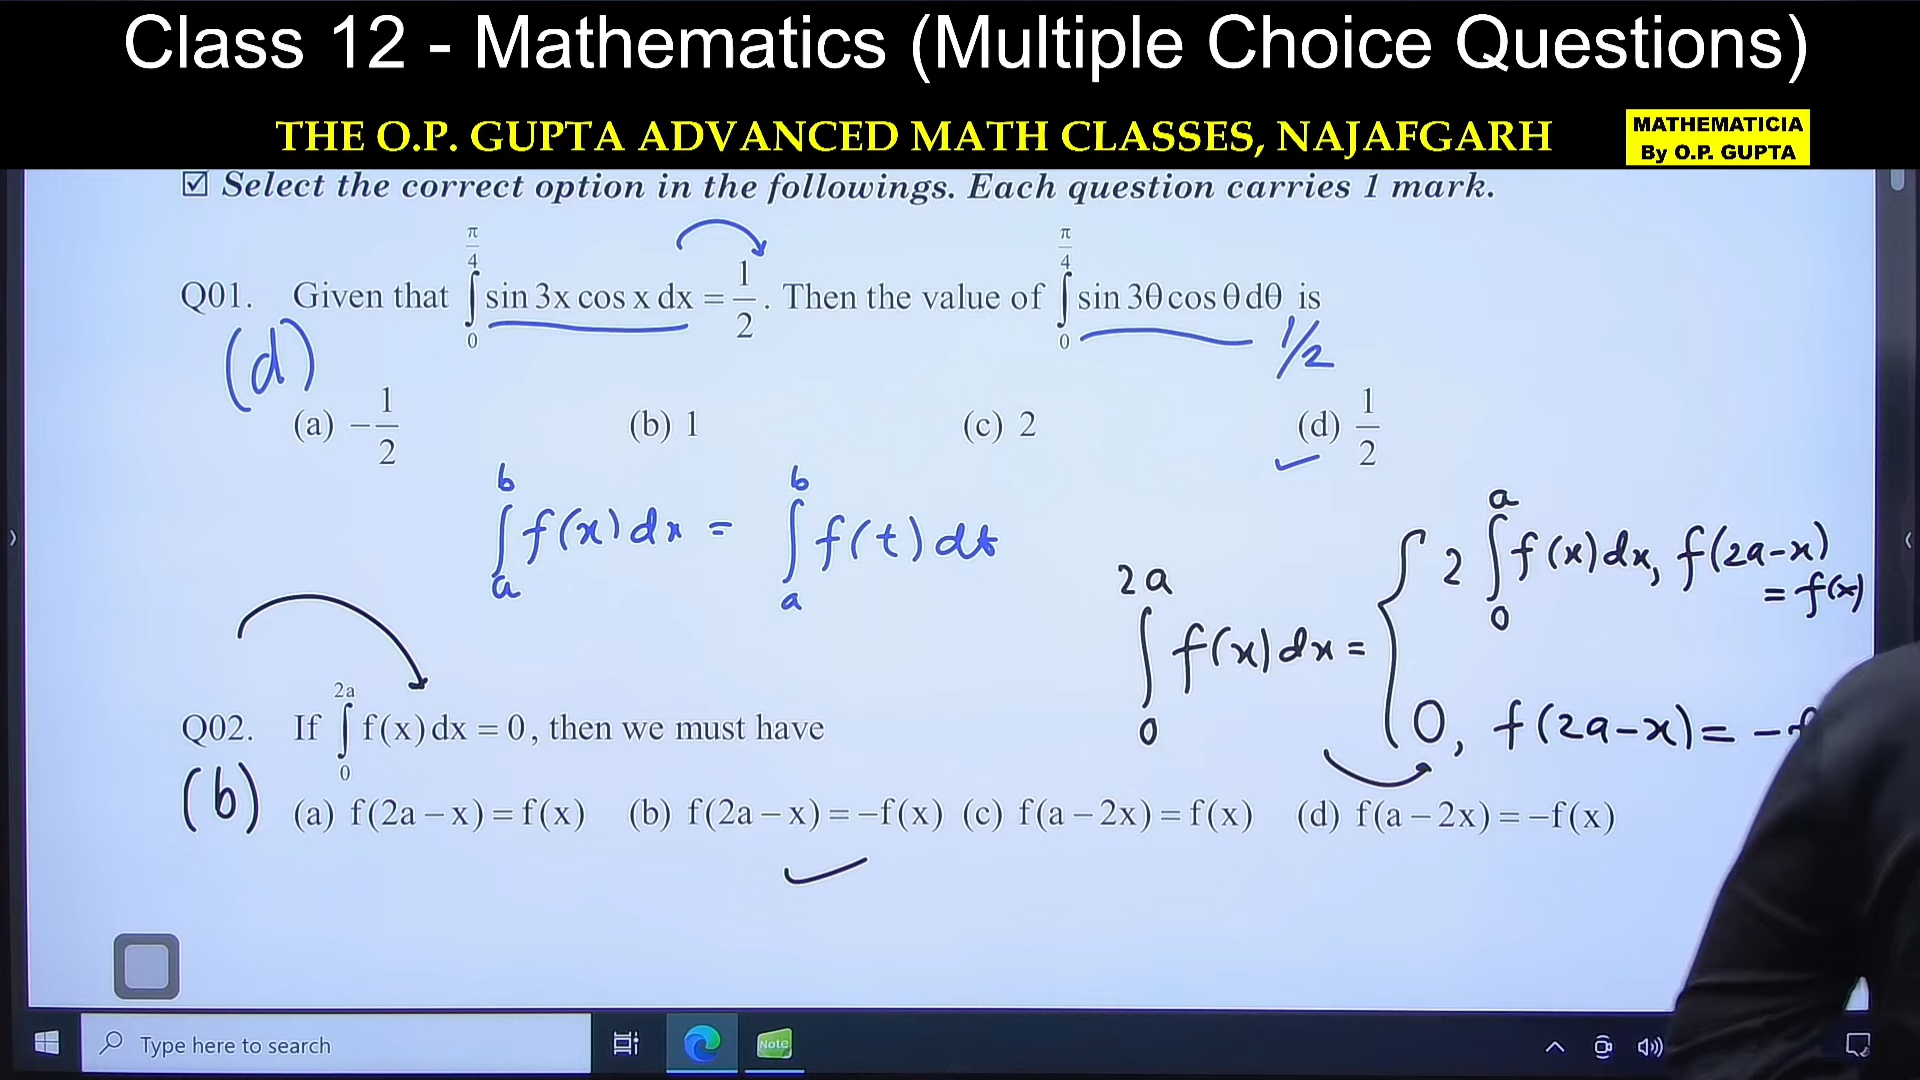 Class 12 - Mathematics (Multiple Choice Questions)
THE O.P. GUPTA ADVANCED MATH CLASSES, NAJAFGARH
MATHEMATICIA
By O.P. GUPTA
☑ Select the correct option in the followings. Each question carries 1 mark.
Q01. Given that ∫₀^(π/4) sin 3x cos x dx = 1/2. Then the value of ∫₀^(π/4) sin 3θ cos θ dθ is
(d) 1/2
(a) −1/2 (b) 1 (c) 2 (d) 1/2
∫ₐᵇ f(x) dx = ∫ₐᵇ f(t) dt
∫₀^(2a) f(x) dx = { 2 ∫₀^a f(x) dx, f(2a−x) = f(x)
0, f(2a−x) = −f
Q02. If ∫₀^(2a) f(x) dx = 0, then we must have
(b)
(a) f(2a − x) = f(x) (b) f(2a − x) = −f(x) (c) f(a − 2x) = f(x) (d) f(a − 2x) = −f(x)
Type here to search
Note